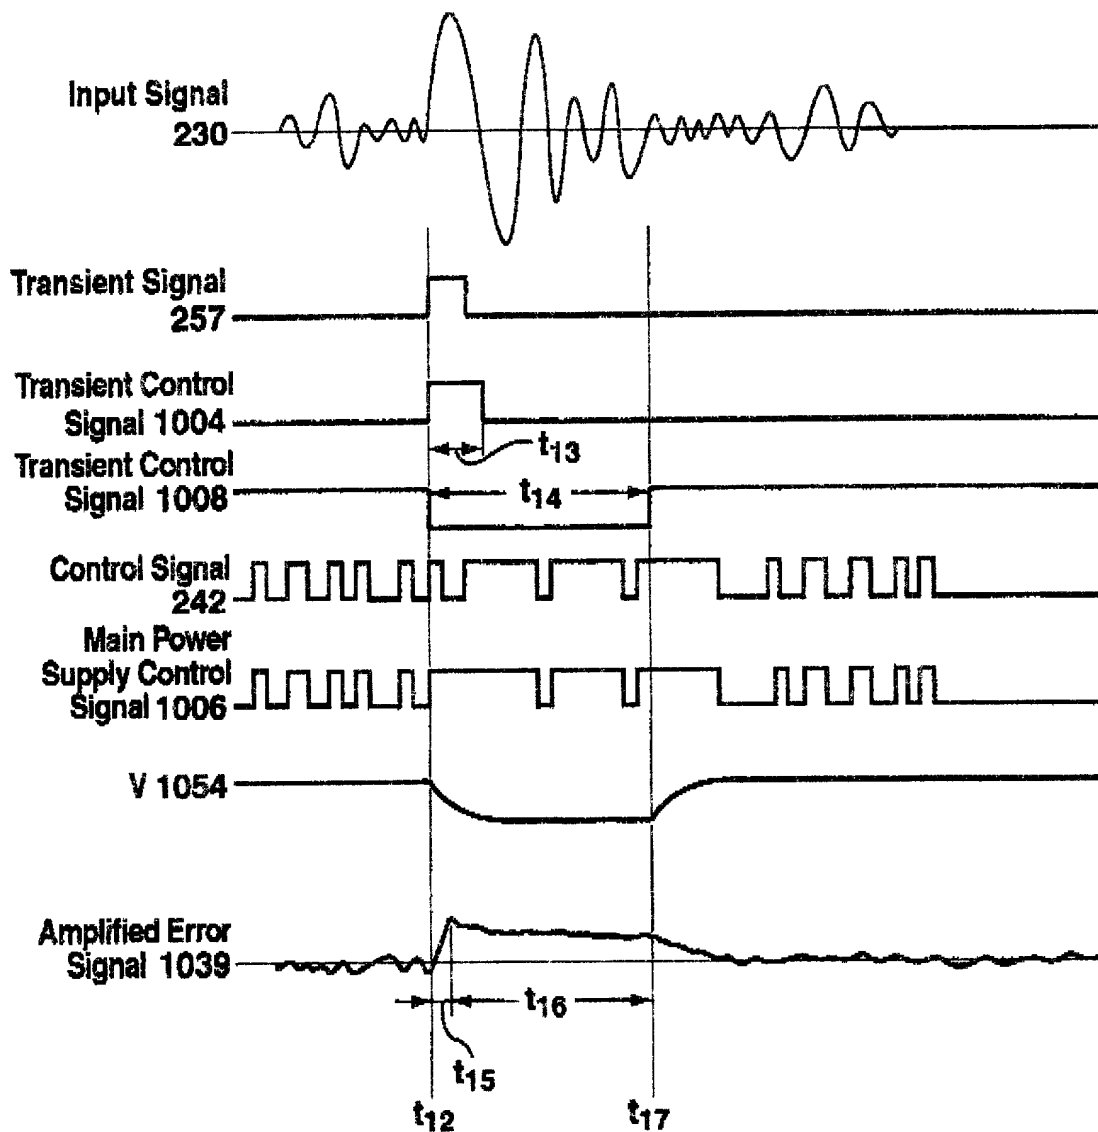 Input Signal
230
Transient Signal
257
Transient Control
Signal 1004
t13
Transient Control
Signal 1008
t14
Control Signal
242
Main Power
Supply Control
Signal 1006
V 1054
Amplified Error
Signal 1039
t16
t15
t12
t17